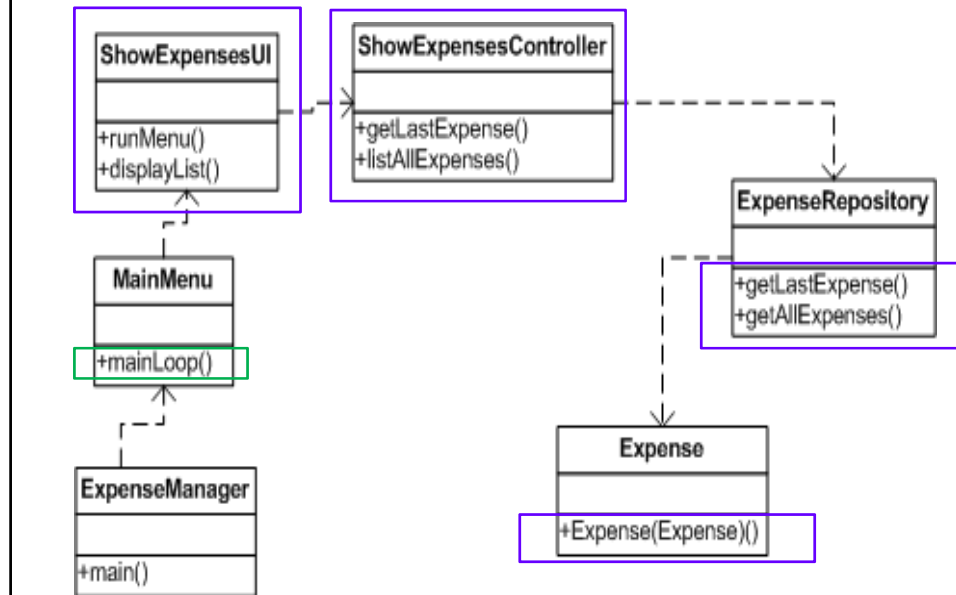 ShowExpensesUI
+runMenu()
+displayList()
ShowExpensesController
+getLastExpense()
+listAllExpenses()
ExpenseRepository
+getLastExpense()
+getAllExpenses()
MainMenu
+mainLoop()
Expense
+Expense(Expense)()
ExpenseManager
+main()